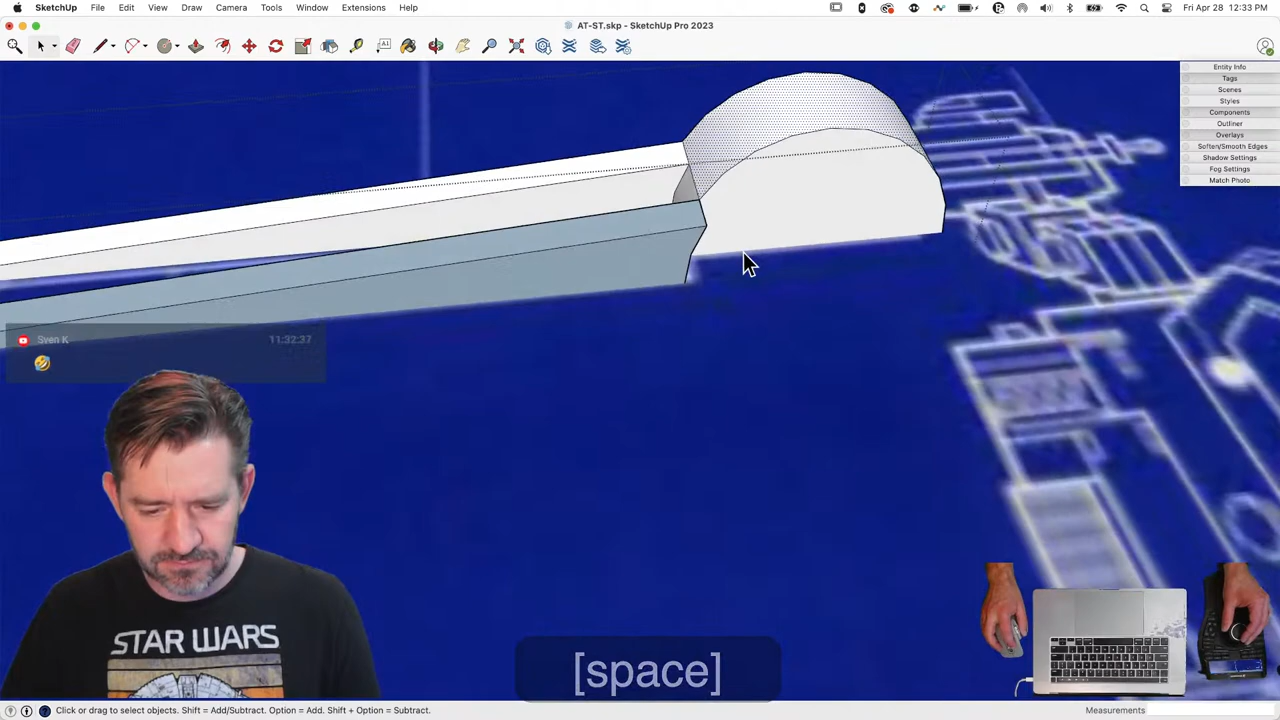 SketchUp File Edit View Draw Camera Tools Window Extensions Help Fri Apr 28 12:33 PM
AT-ST.skp - SketchUp Pro 2023
Entity Info
Tags
Scenes
Styles
Components
Outliner
Overlays
Soften/Smooth Edges
Shadow Settings
Fog Settings
Match Photo
Sven K 11:32:37
STAR WARS
[space]
Click or drag to select objects. Shift = Add/Subtract. Option = Add. Shift + Option = Subtract. Measurements